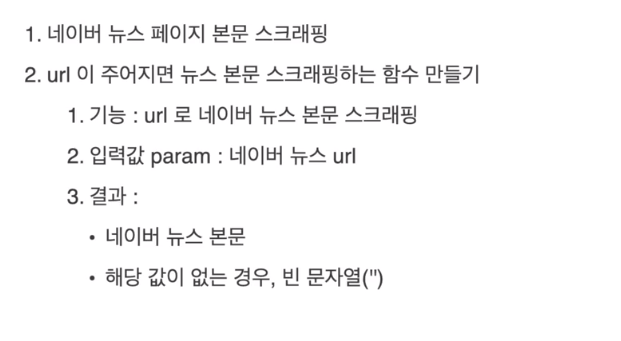 1. 네이버 뉴스 페이지 본문 스크래핑
2. url 이 주어지면 뉴스 본문 스크래핑하는 함수 만들기
1. 기능 : url 로 네이버 뉴스 본문 스크래핑
2. 입력값 param : 네이버 뉴스 url
3. 결과 :
• 네이버 뉴스 본문
• 해당 값이 없는 경우, 빈 문자열('')